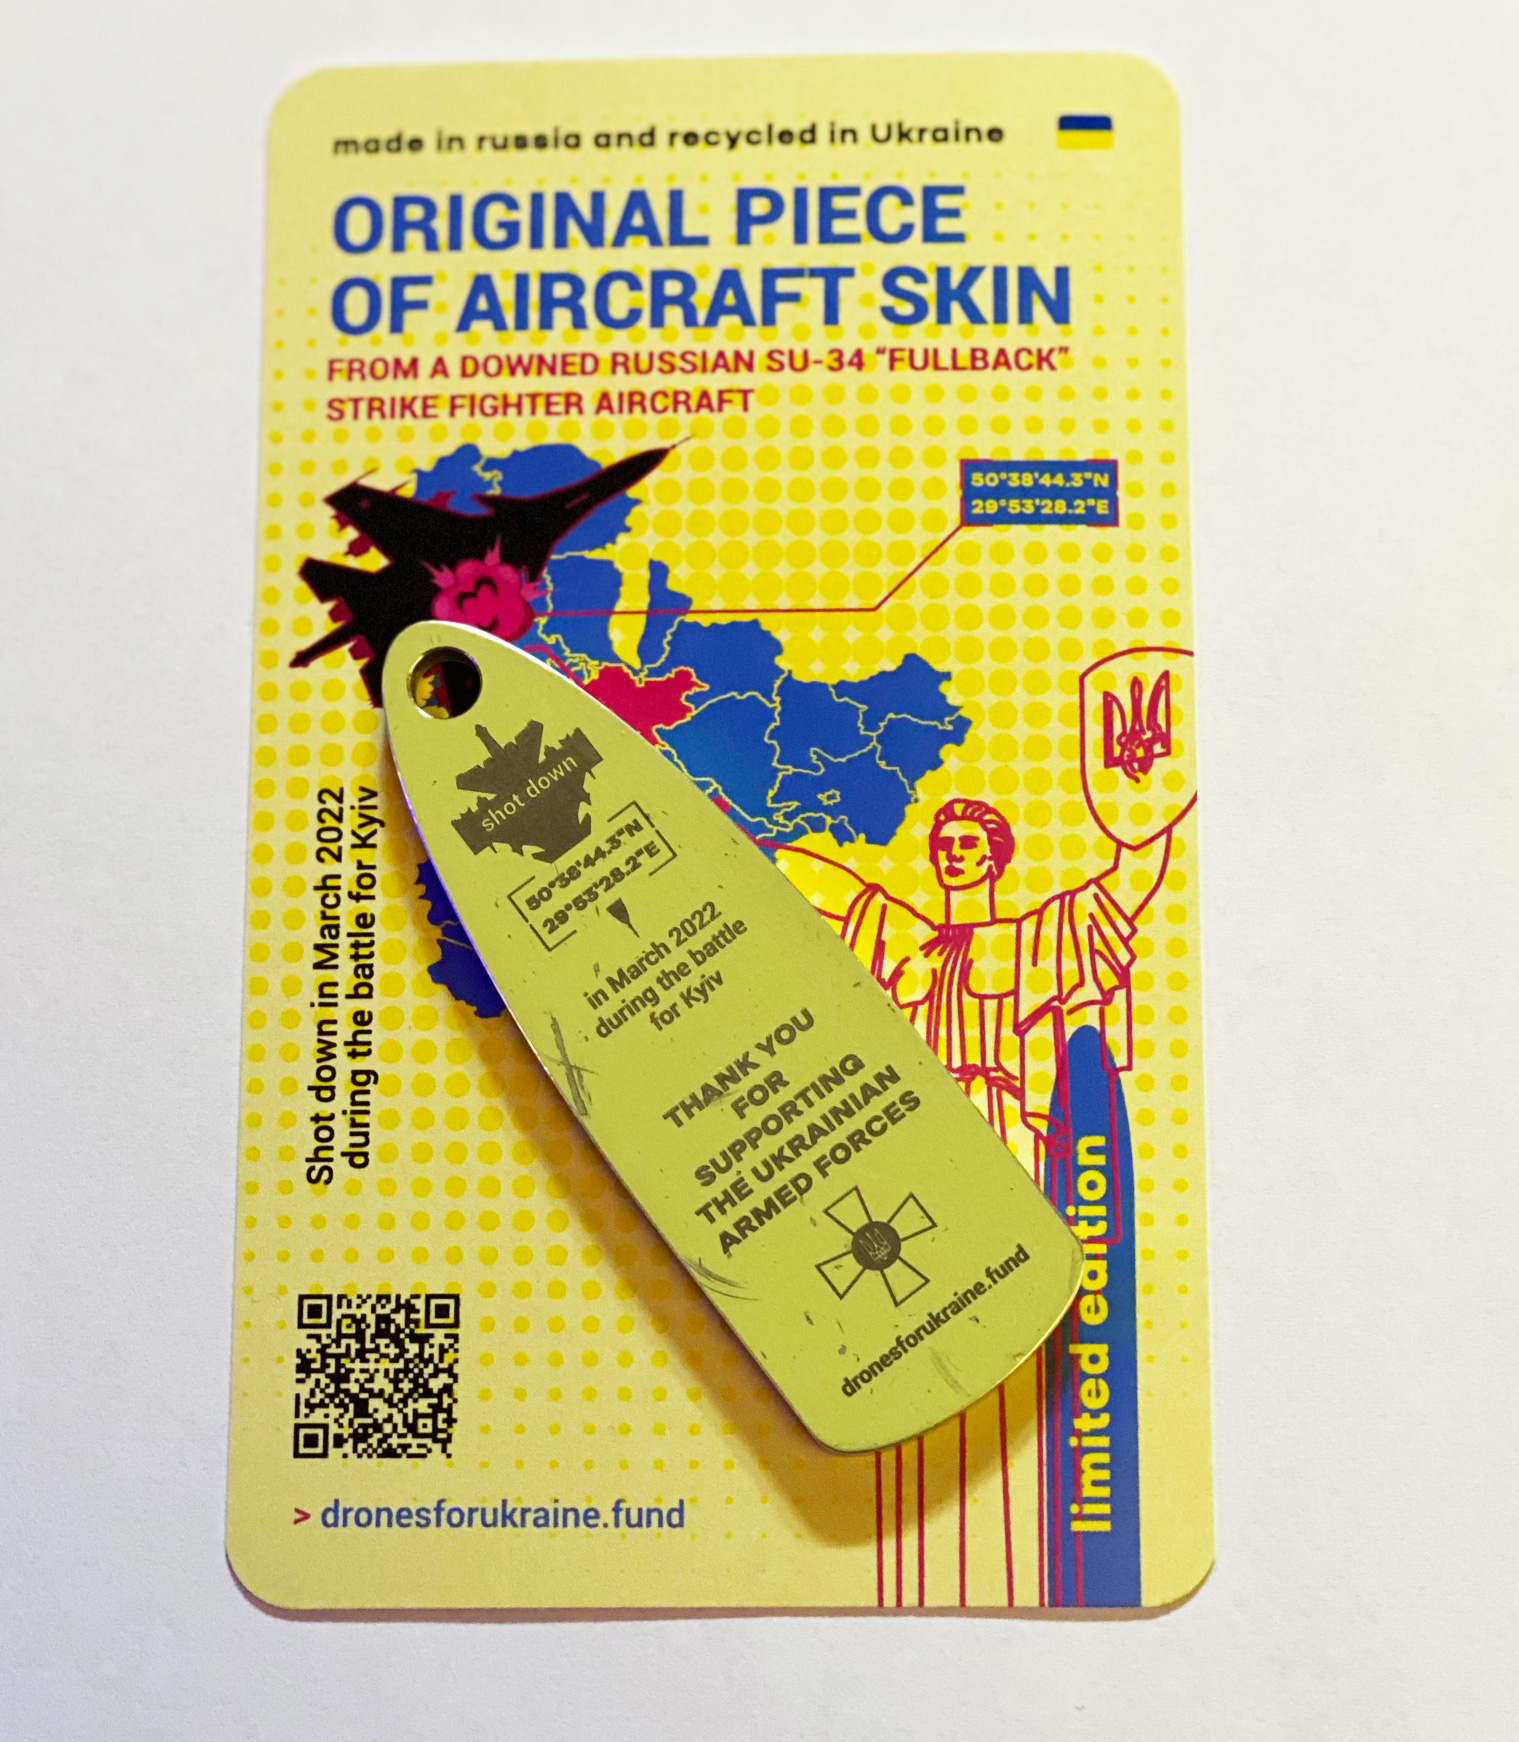 made in russia and recycled in Ukraine
ORIGINAL PIECE
OF AIRCRAFT SKIN
FROM A DOWNED RUSSIAN SU-34 “FULLBACK”
STRIKE FIGHTER AIRCRAFT
50°38'44.3"N
29°53'28.2"E
Shot down in March 2022
during the battle for Kyiv
shot down
50°38'44.3"N
29°53'28.2"E
in March 2022
during the battle
for Kyiv
THANK YOU
FOR
SUPPORTING
THE UKRAINIAN
ARMED FORCES
dronesforukraine.fund
limited edition
> dronesforukraine.fund